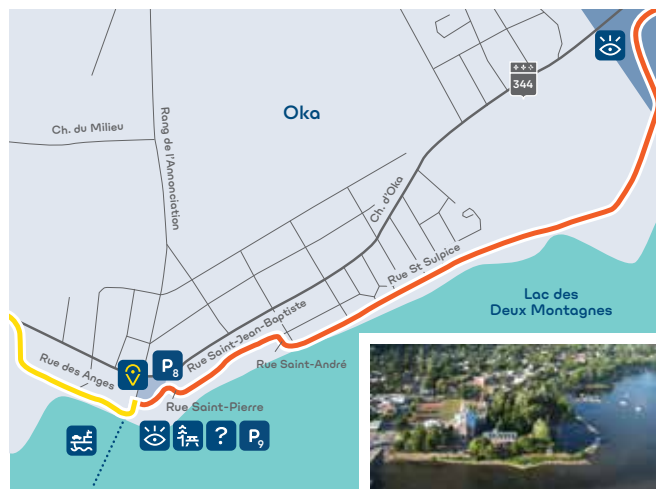 344
Oka
Ch. du Milieu
Rang de l'Annonciation
Ch. d'Oka
Rue St Sulpice
Lac des
Deux Montagnes
Rue Saint-Jean-Baptiste
Rue des Anges
P8
Rue Saint-André
Rue Saint-Pierre
?
P9